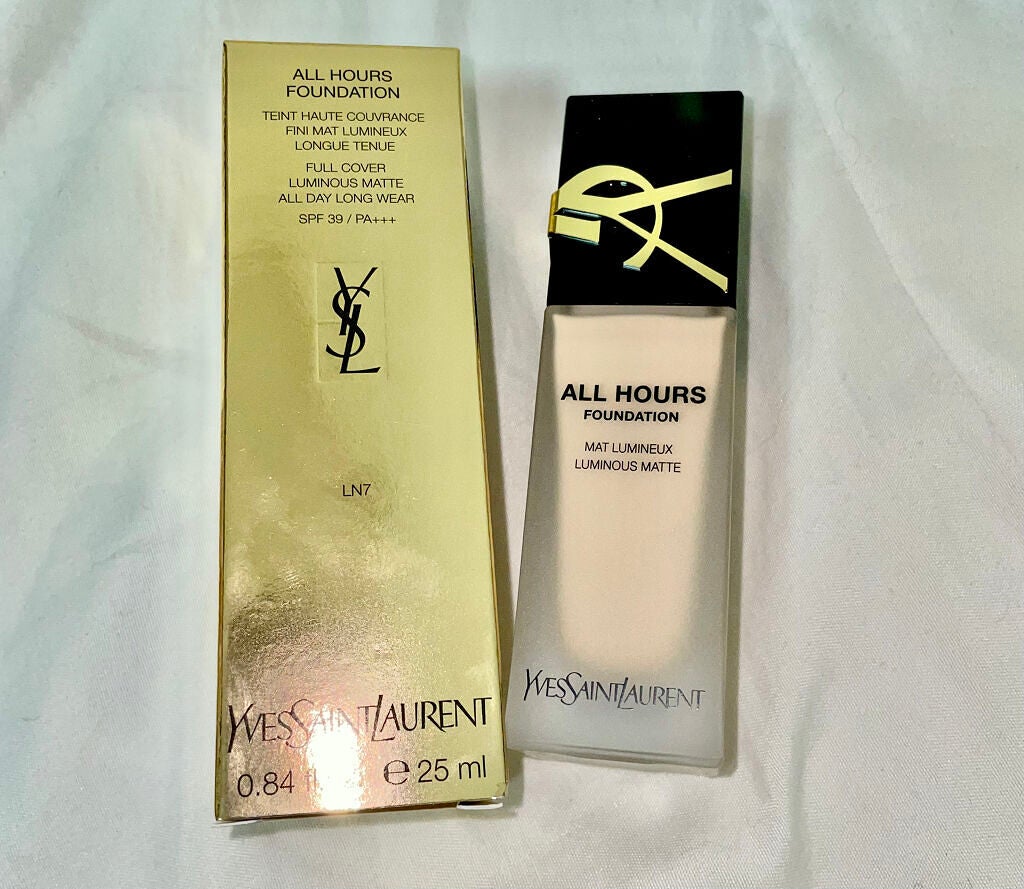 ALL HOURS
FOUNDATION
TEINT HAUTE COUVRANCE
FINI MAT LUMINEUX
LONGUE TENUE
FULL COVER
LUMINOUS MATTE
ALL DAY LONG WEAR
SPF 39 / PA+++
YSL
LN7
YVESSAINTLAURENT
0.84 ℮ 25 ml
ALL HOURS
FOUNDATION
MAT LUMINEUX
LUMINOUS MATTE
YVESSAINTLAURENT